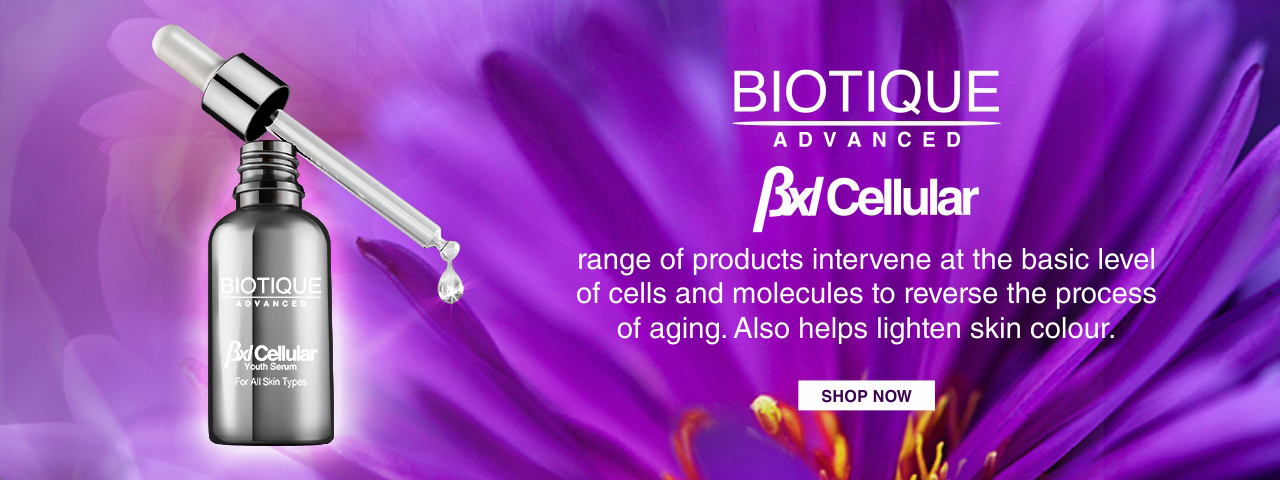 BIOTIQUE
ADVANCED
βxl Cellular
range of products intervene at the basic level
of cells and molecules to reverse the process
of aging. Also helps lighten skin colour.
SHOP NOW
BIOTIQUE
ADVANCED
βxl Cellular
Youth Serum
For All Skin Types